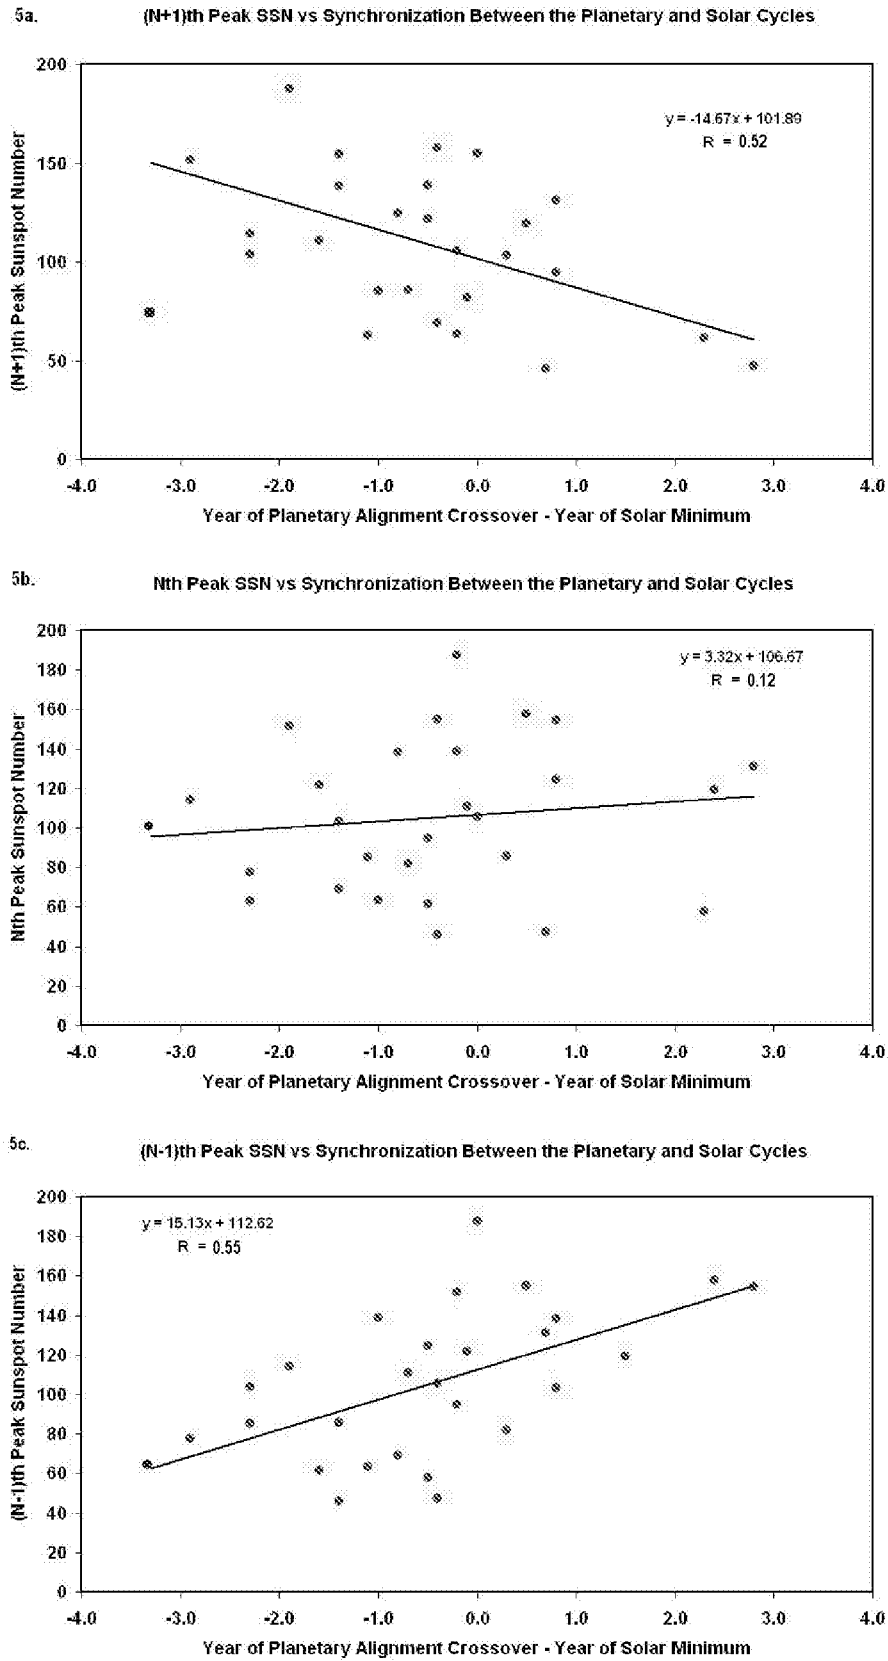 5a.
(N+1)th Peak SSN vs Synchronization Between the Planetary and Solar Cycles
y = -14.67x + 101.89
R = 0.52
(N+1)th Peak Sunspot Number
200
150
100
50
0
-4.0 -3.0 -2.0 -1.0 0.0 1.0 2.0 3.0 4.0
Year of Planetary Alignment Crossover - Year of Solar Minimum
5b.
Nth Peak SSN vs Synchronization Between the Planetary and Solar Cycles
y = 3.32x + 106.67
R = 0.12
Nth Peak Sunspot Number
200
180
160
140
120
100
80
60
40
20
0
-4.0 -3.0 -2.0 -1.0 0.0 1.0 2.0 3.0 4.0
Year of Planetary Alignment Crossover - Year of Solar Minimum
5c.
(N-1)th Peak SSN vs Synchronization Between the Planetary and Solar Cycles
y = 15.13x + 112.62
R = 0.55
(N-1)th Peak Sunspot Number
200
180
160
140
120
100
80
60
40
20
0
-4.0 -3.0 -2.0 -1.0 0.0 1.0 2.0 3.0 4.0
Year of Planetary Alignment Crossover - Year of Solar Minimum